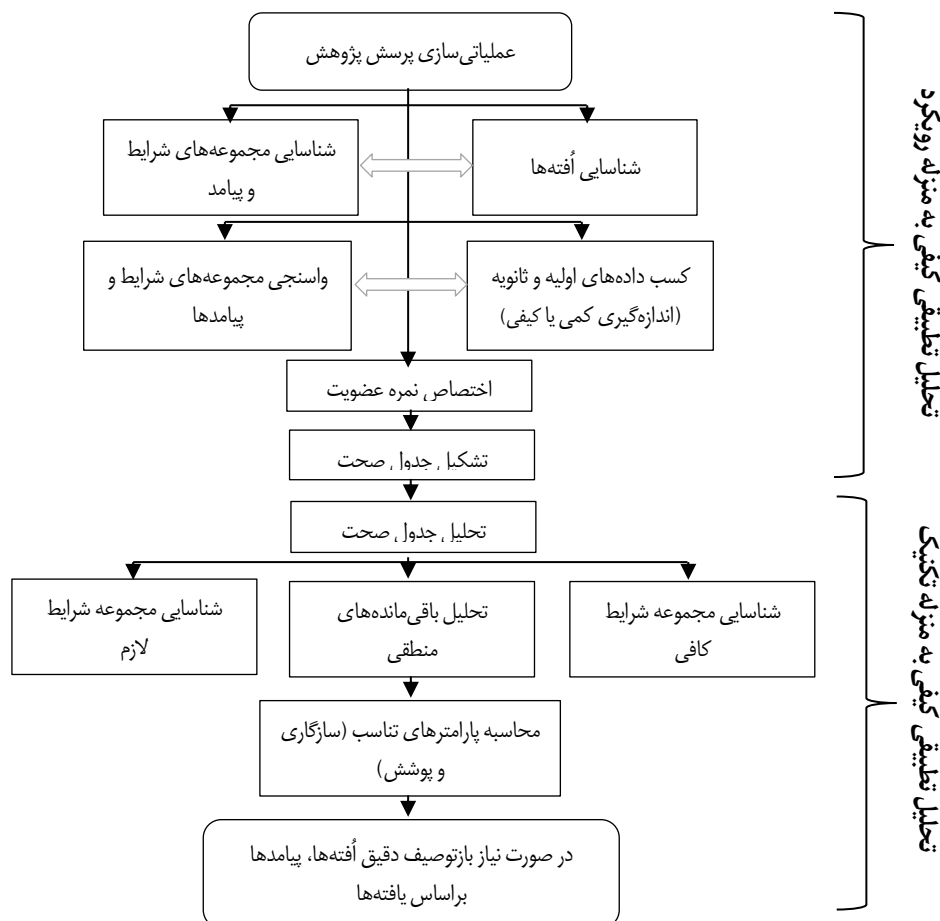 عملیاتی‌سازی پرسش پژوهش
شناسایی اُفته‌ها
شناسایی مجموعه‌های شرایط
و پیامد
کسب داده‌های اولیه و ثانویه
(اندازه‌گیری کمی یا کیفی)
واسنجی مجموعه‌های شرایط و
پیامدها
اختصاص نمره عضویت
تشکیل جدول صحت
تحلیل تطبیقی کیفی به منزله رویکرد
تحلیل جدول صحت
شناسایی مجموعه شرایط
کافی
تحلیل باقی‌مانده‌های
منطقی
شناسایی مجموعه شرایط
لازم
محاسبه پارامترهای تناسب (سازگاری
و پوشش)
در صورت نیاز بازتوصیف دقیق اُفته‌ها، پیامدها
براساس یافته‌ها
تحلیل تطبیقی کیفی به منزله تکنیک